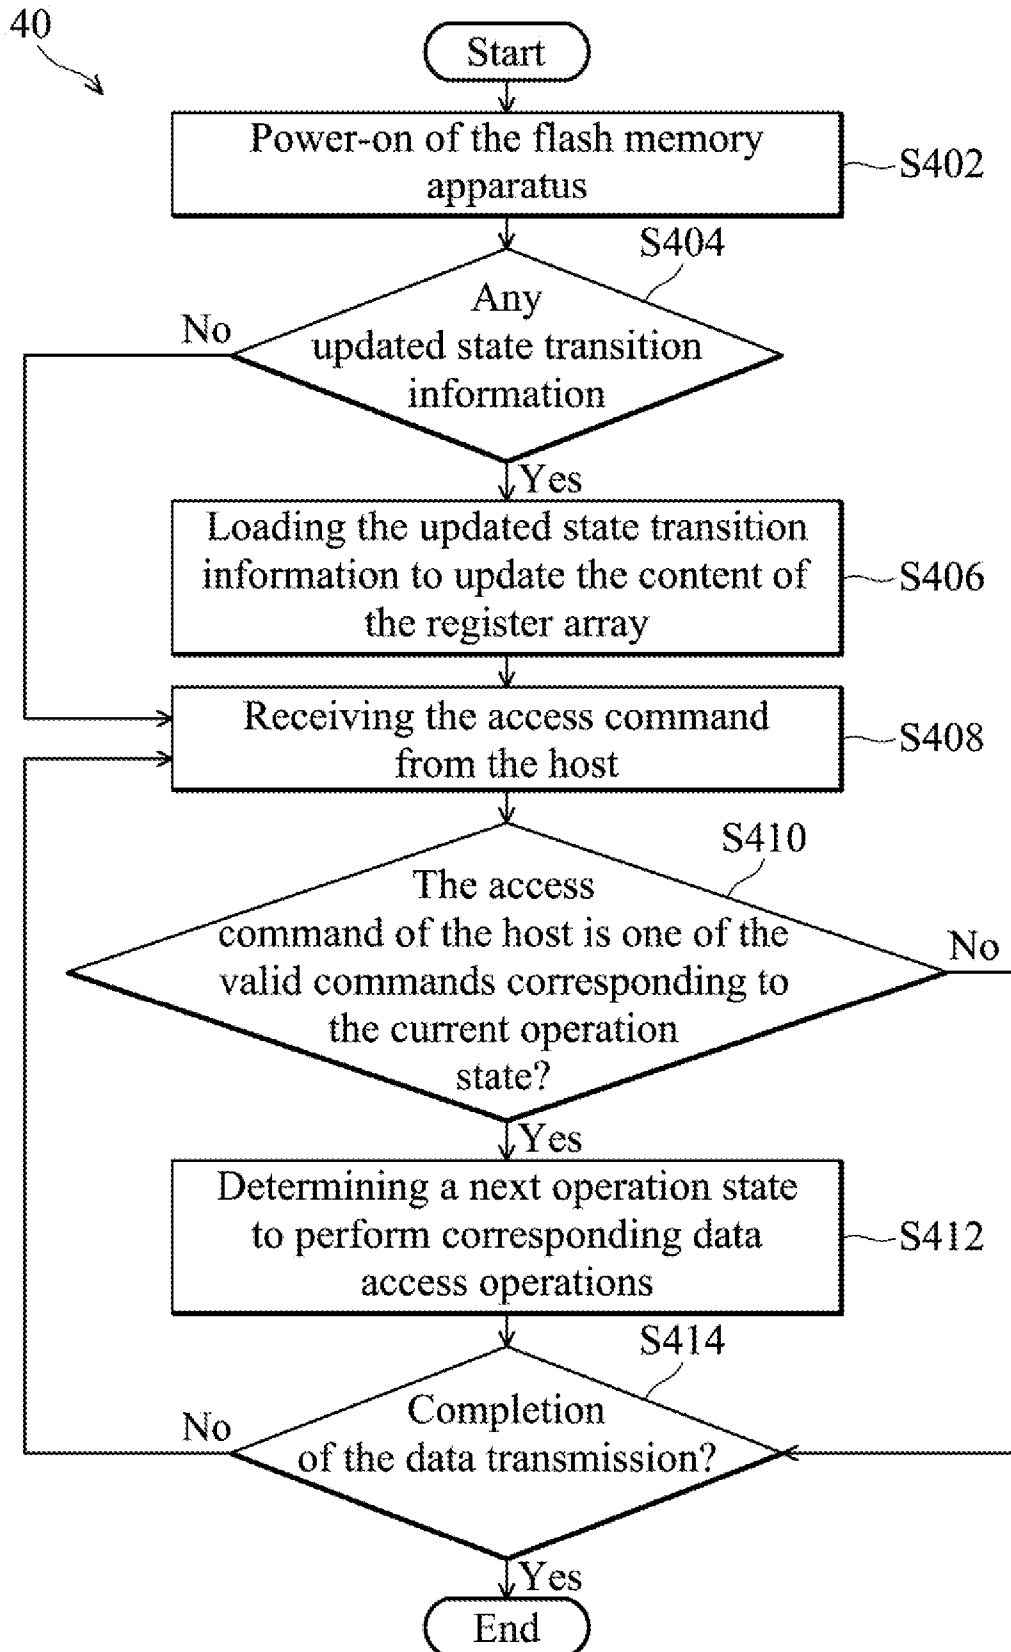 40
Start
Power-on of the flash memory
apparatus
S402
S404
Any
updated state transition
information
No
Yes
Loading the updated state transition
information to update the content of
the register array
S406
Receiving the access command
from the host
S408
S410
The access
command of the host is one of the
valid commands corresponding to
the current operation
state?
No
Yes
Determining a next operation state
to perform corresponding data
access operations
S412
S414
Completion
of the data transmission?
No
Yes
End